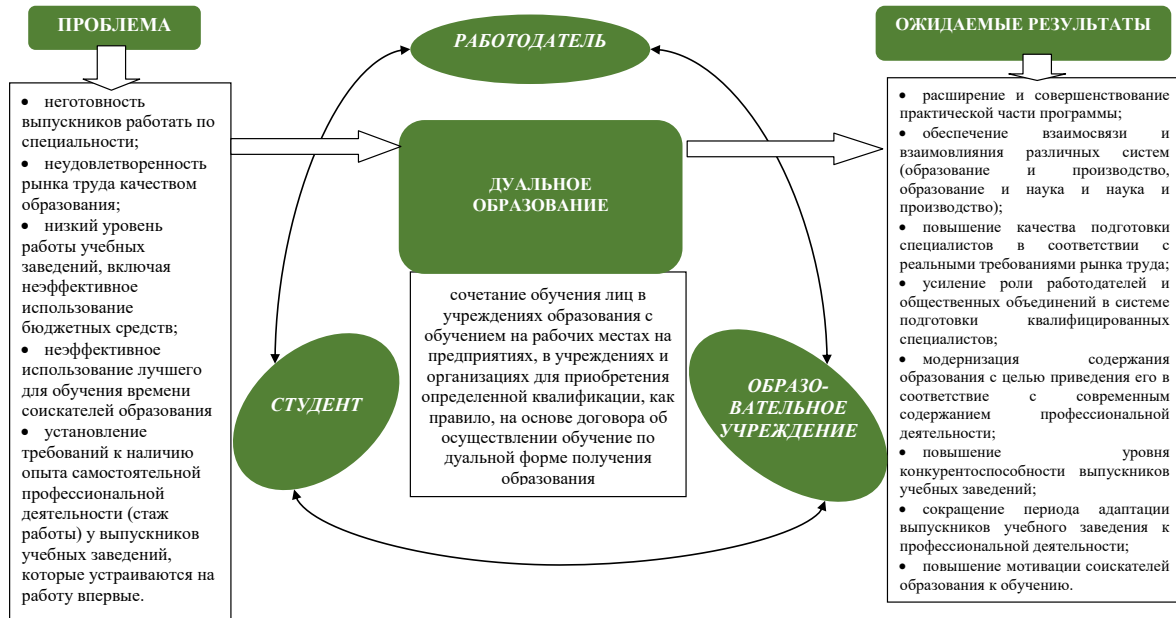 ПРОБЛЕМА
• неготовность
выпускников работать по
специальности;
• неудовлетворенность
рынка труда качеством
образования;
• низкий уровень
работы учебных
заведений, включая
неэффективное
использование
бюджетных средств;
• неэффективное
использование лучшего
для обучения времени
соискателей образования
• установление
требований к наличию
опыта самостоятельной
профессиональной
деятельности (стаж
работы) у выпускников
учебных заведений,
которые устраиваются на
работу впервые.
РАБОТОДАТЕЛЬ
ДУАЛЬНОЕ
ОБРАЗОВАНИЕ
сочетание обучения лиц в
учреждениях образования с
обучением на рабочих местах на
предприятиях, в учреждениях и
организациях для приобретения
определенной квалификации, как
правило, на основе договора об
осуществлении обучение по
дуальной форме получения
образования
СТУДЕНТ
ОБРАЗО-
ВАТЕЛЬНОЕ
УЧРЕЖДЕНИЕ
ОЖИДАЕМЫЕ РЕЗУЛЬТАТЫ
• расширение и совершенствование
практической части программы;
• обеспечение взаимосвязи и
взаимовлияния различных систем
(образование и производство,
образование и наука и наука и
производство);
• повышение качества подготовки
специалистов в соответствии с
реальными требованиями рынка труда;
• усиление роли работодателей и
общественных объединений в системе
подготовки квалифицированных
специалистов;
• модернизация содержания
образования с целью приведения его в
соответствие с современным
содержанием профессиональной
деятельности;
• повышение уровня
конкурентоспособности выпускников
учебных заведений;
• сокращение периода адаптации
выпускников учебного заведения к
профессиональной деятельности;
• повышение мотивации соискателей
образования к обучению.